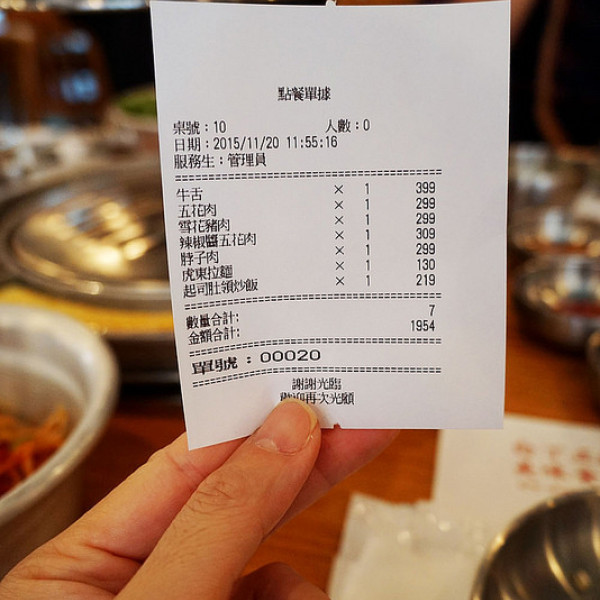 點餐單據
桌號：10 人數：0
日期：2015/11/20 11:55:16
服務生：管理員
牛舌 × 1 399
五花肉 × 1 299
雪花豬肉 × 1 299
辣椒醬五花肉 × 1 309
脖子肉 × 1 299
虎東拉麵 × 1 130
起司肚領炒飯 × 1 219
數量合計: 7
金額合計: 1954
單號：00020
謝謝光臨
歡迎再次光顧